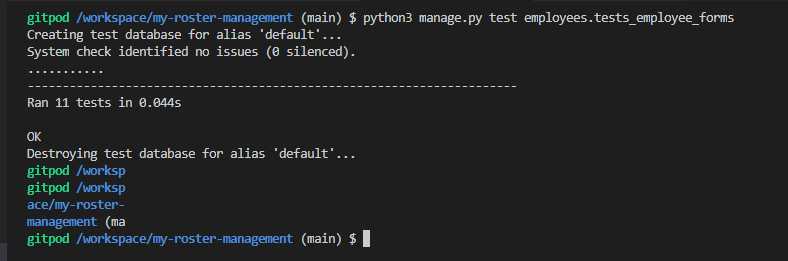 gitpod /workspace/my-roster-management (main) $ python3 manage.py test employees.tests_employee_forms
Creating test database for alias 'default'...
System check identified no issues (0 silenced).
...........
----------------------------------------------------------------------
Ran 11 tests in 0.044s
OK
Destroying test database for alias 'default'...
gitpod /worksp
gitpod /worksp
ace/my-roster-
management (ma
gitpod /workspace/my-roster-management (main) $